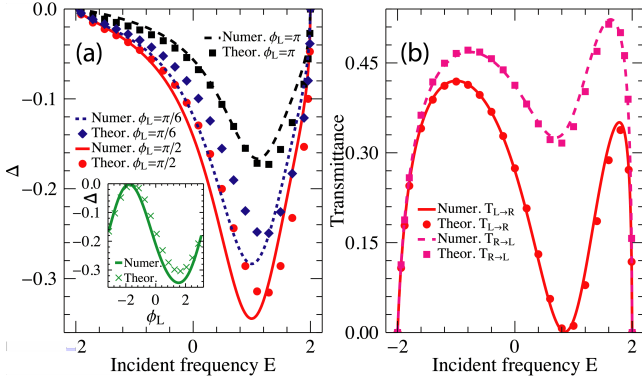 0.0
−0.1
−0.2
−0.3
Δ
(a)
Numer. ϕL=π
Theor. ϕL=π
Numer. ϕL=π/6
Theor. ϕL=π/6
Numer. ϕL=π/2
Theor. ϕL=π/2
Δ
0.0
-0.1
-0.2
-0.3
Numer.
Theor.
−2
0
2
ϕL
−2
0
2
Incident frequency E
(b)
Transmittance
0.45
0.30
0.15
0.00
Numer. TL→R
Theor. TL→R
Numer. TR→L
Theor. TR→L
−2
0
2
Incident frequency E